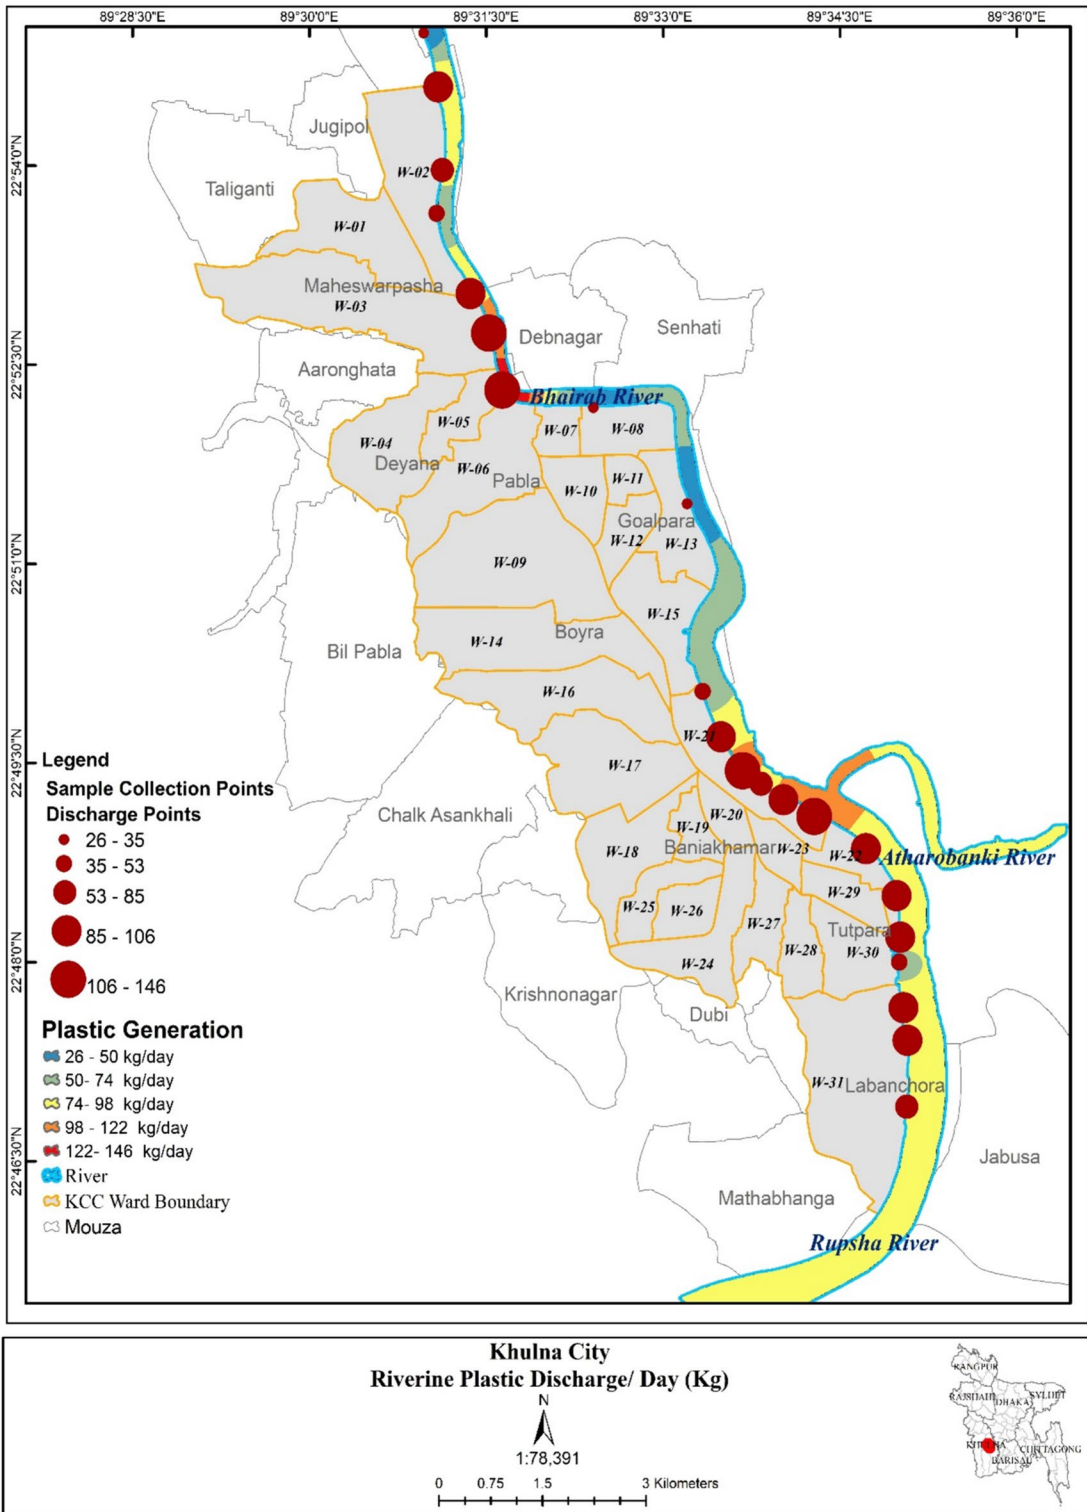 89°28'30"E
89°30'0"E
89°31'30"E
89°33'0"E
89°34'30"E
89°36'0"E
22°54'0"N
22°52'30"N
22°51'0"N
22°49'30"N
22°48'0"N
22°46'30"N
Jugipol
W-02
Taliganti
W-01
Maheswarpasha
W-03
Debnagar
Senhati
Aaronghata
Bhairab River
W-05
W-07
W-08
W-04
Deyana
W-06
Pabla
W-10
W-11
Goalpara
W-12
W-13
W-09
W-15
Boyra
W-14
Bil Pabla
W-16
W-21
W-17
Chalk Asankhali
W-20
W-19
Baniakhamar
W-23
W-22
Atharobanki River
W-18
W-29
W-25
W-26
W-27
Tutpara
W-28
W-30
W-24
Krishnonagar
Dubi
W-31
Labanchora
Jabusa
Mathabhanga
Rupsha River
Legend
Sample Collection Points
Discharge Points
26 - 35
35 - 53
53 - 85
85 - 106
106 - 146
Plastic Generation
26 - 50 kg/day
50- 74 kg/day
74- 98 kg/day
98 - 122 kg/day
122- 146 kg/day
River
KCC Ward Boundary
Mouza
Khulna City
Riverine Plastic Discharge/ Day (Kg)
N
1:78,391
0 0.75 1.5 3 Kilometers
RANGPUR
RAJSHAHI
DHAKA
SYLHET
KHULNA
BARISAL
CHITTAGONG